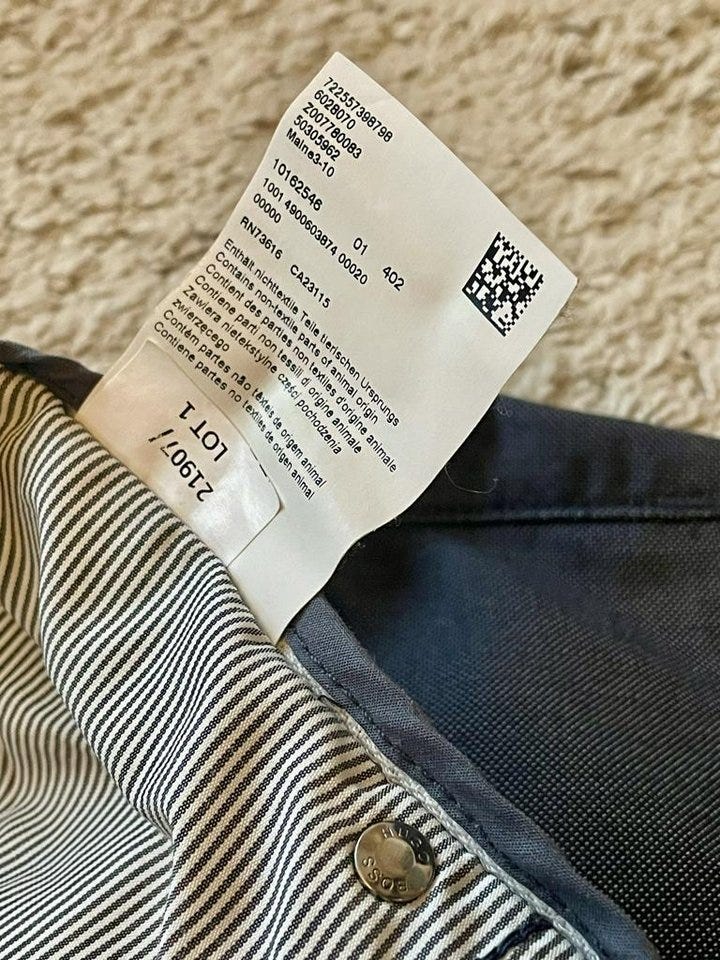 722557398798
6028070
Z007780083
50305962
Maine3-10
10162546
01 402
1001 4900603874 00020
00000
RN73616 CA23115
Enthält nichttextile Teile tierischen Ursprungs
Contains non-textile parts of animal origin
Contient des parties non textiles d'origine animale
Contiene parti non tessili di origine animale
Zawiera nietekstylne części pochodzenia
zwierzęcego
Contém partes não têxteis de origem animal
Contiene partes no textiles de origen animal
21907/
LOT 1
HUGO BOSS